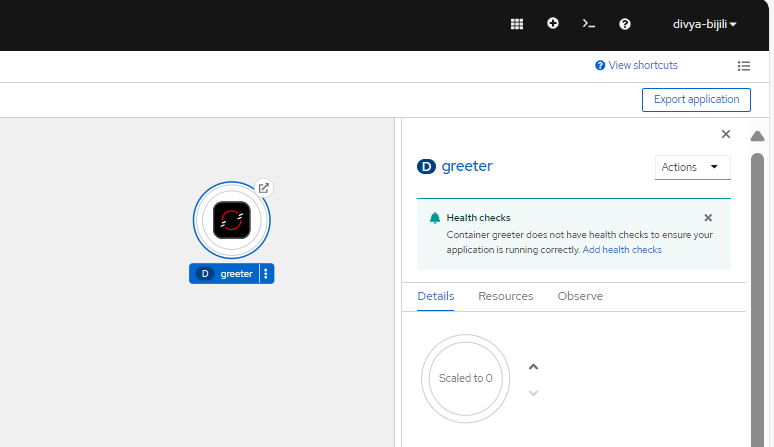 divya-bijili
View shortcuts
Export application
D greeter
Actions
Health checks
Container greeter does not have health checks to ensure your
application is running correctly. Add health checks
D greeter
Details Resources Observe
Scaled to 0